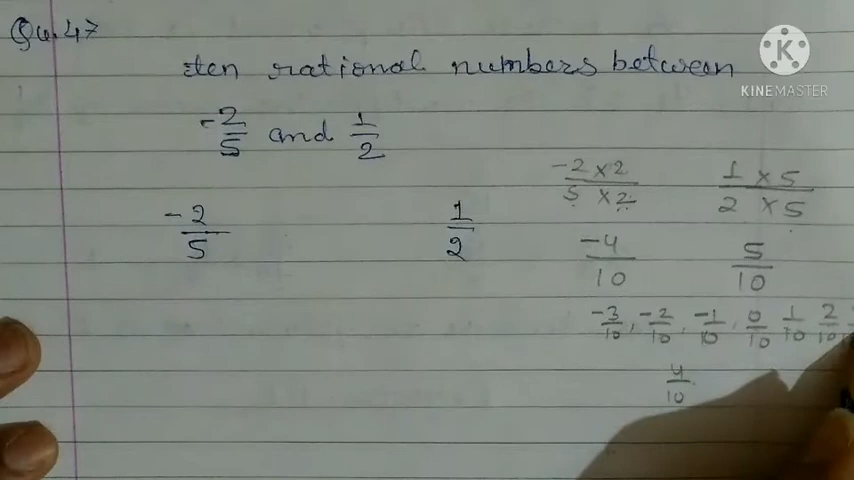 Qu.47
ten rational numbers between
-2/5 and 1/2
-2/5 1/2
-2 x 2 / 5 x 2 1 x 5 / 2 x 5
-4/10 5/10
-3/10, -2/10, -1/10, 0/10 1/10 2/10
4/10
K
KINEMASTER